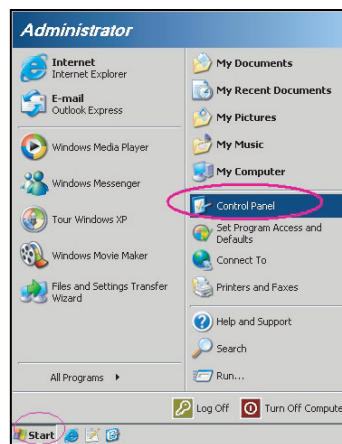 Administrator
Internet
Internet Explorer
E-mail
Outlook Express
Windows Media Player
Windows Messenger
Tour Windows XP
Windows Movie Maker
Files and Settings Transfer
Wizard
All Programs
My Documents
My Recent Documents
My Pictures
My Music
My Computer
Control Panel
Set Program Access and
Defaults
Connect To
Printers and Faxes
Help and Support
Search
Run...
Log Off
Turn Off Compute
Start